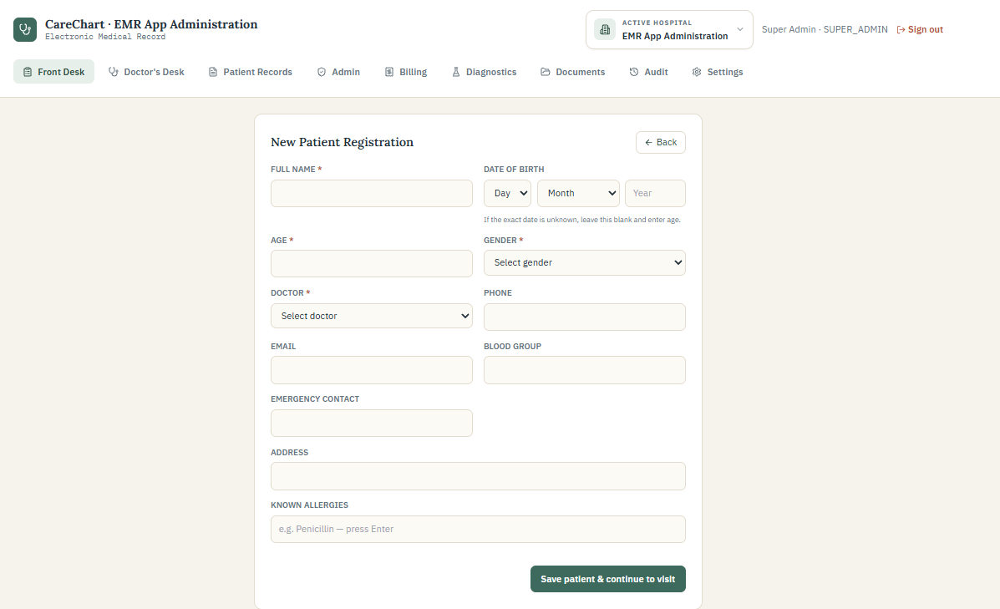 CareChart · EMR App Administration
Electronic Medical Record
ACTIVE HOSPITAL
EMR App Administration
Super Admin · SUPER_ADMIN
Sign out
Front Desk
Doctor's Desk
Patient Records
Admin
Billing
Diagnostics
Documents
Audit
Settings
New Patient Registration
← Back
FULL NAME *
DATE OF BIRTH
Day
Month
Year
If the exact date is unknown, leave this blank and enter age.
AGE *
GENDER *
Select gender
DOCTOR *
PHONE
Select doctor
EMAIL
BLOOD GROUP
EMERGENCY CONTACT
ADDRESS
KNOWN ALLERGIES
e.g. Penicillin — press Enter
Save patient & continue to visit